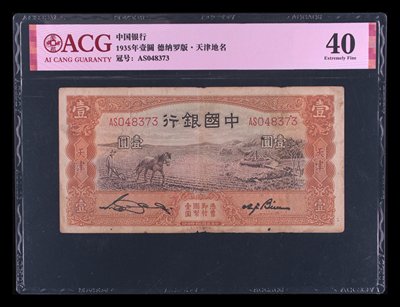 ACG
AI CANG GUARANTY
中国银行
1935年壹圆 德纳罗版·天津地名
冠号: AS048373
40
Extremely Fine
壹
壹
AS048373
AS048373
行銀國中
圓壹
圓壹
天津
天津
壹
壹